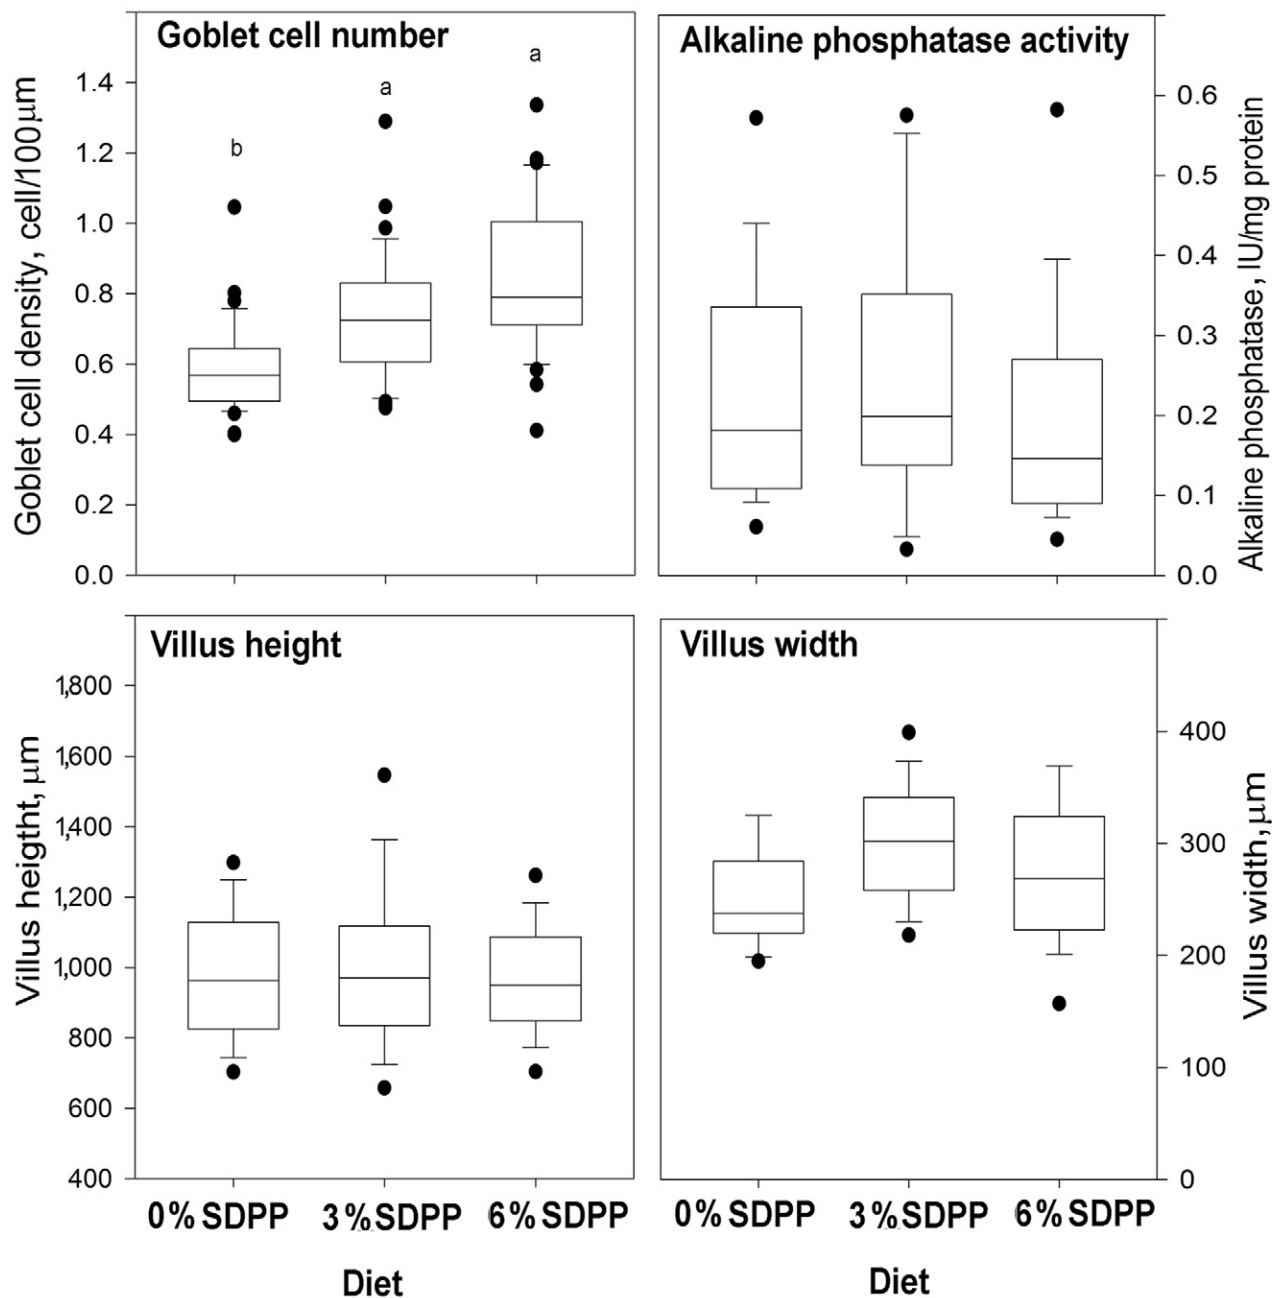 Goblet cell number
Goblet cell density, cell/100μm
1.4
1.2
1.0
0.8
0.6
0.4
0.2
0.0
b
a
a
Alkaline phosphatase activity
0.6
0.5
0.4
0.3
0.2
0.1
0.0
Alkaline phosphatase, IU/mg protein
Villus height
Villus heigtht, μm
1,800
1,600
1,400
1,200
1,000
800
600
400
0% SDPP
3% SDPP
6% SDPP
Diet
Villus width
400
300
200
100
0
Villus width, μm
0% SDPP
3% SDPP
6% SDPP
Diet